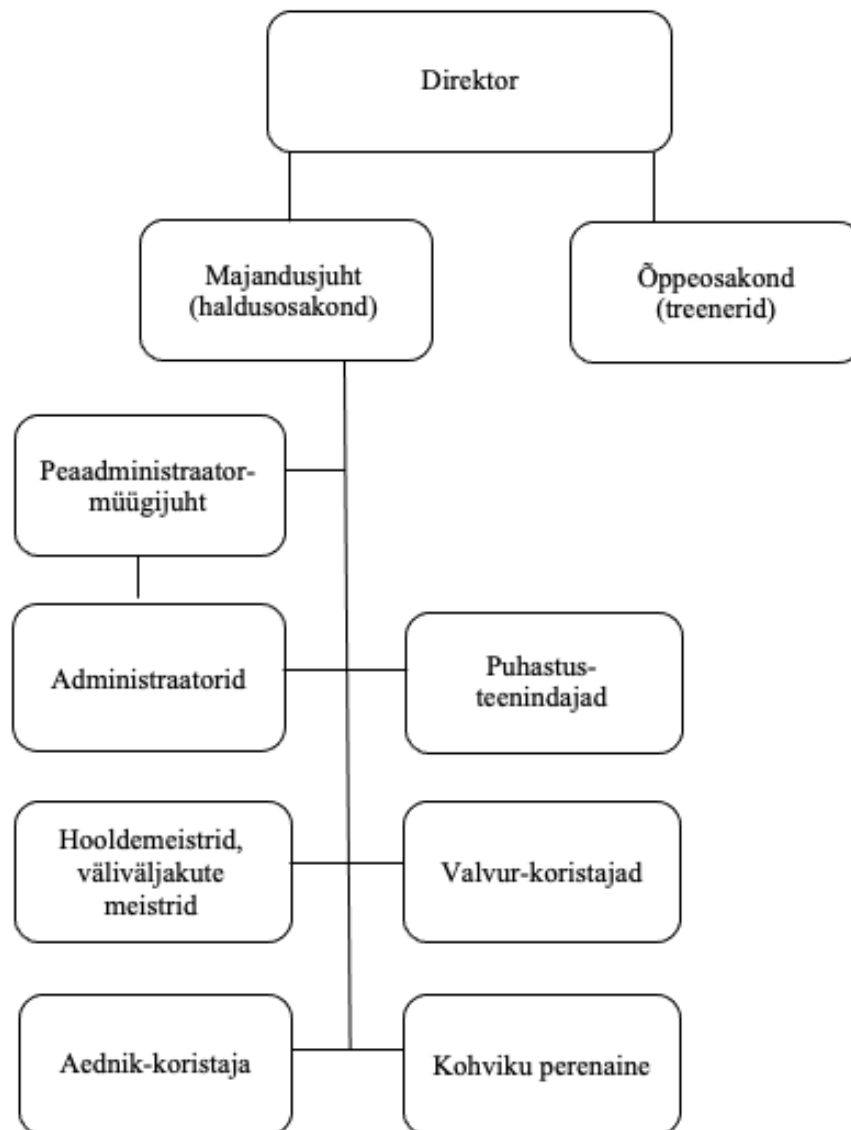 Direktor
Majandusjuht
(haldusosakond)
Õppeosakond
(treenerid)
Peaadministraator-
müügijuht
Administraatorid
Puhastus-
teenindajad
Hooldemeistrid,
väliväljakute
meistrid
Valvur-koristajad
Aednik-koristaja
Kohviku perenaine